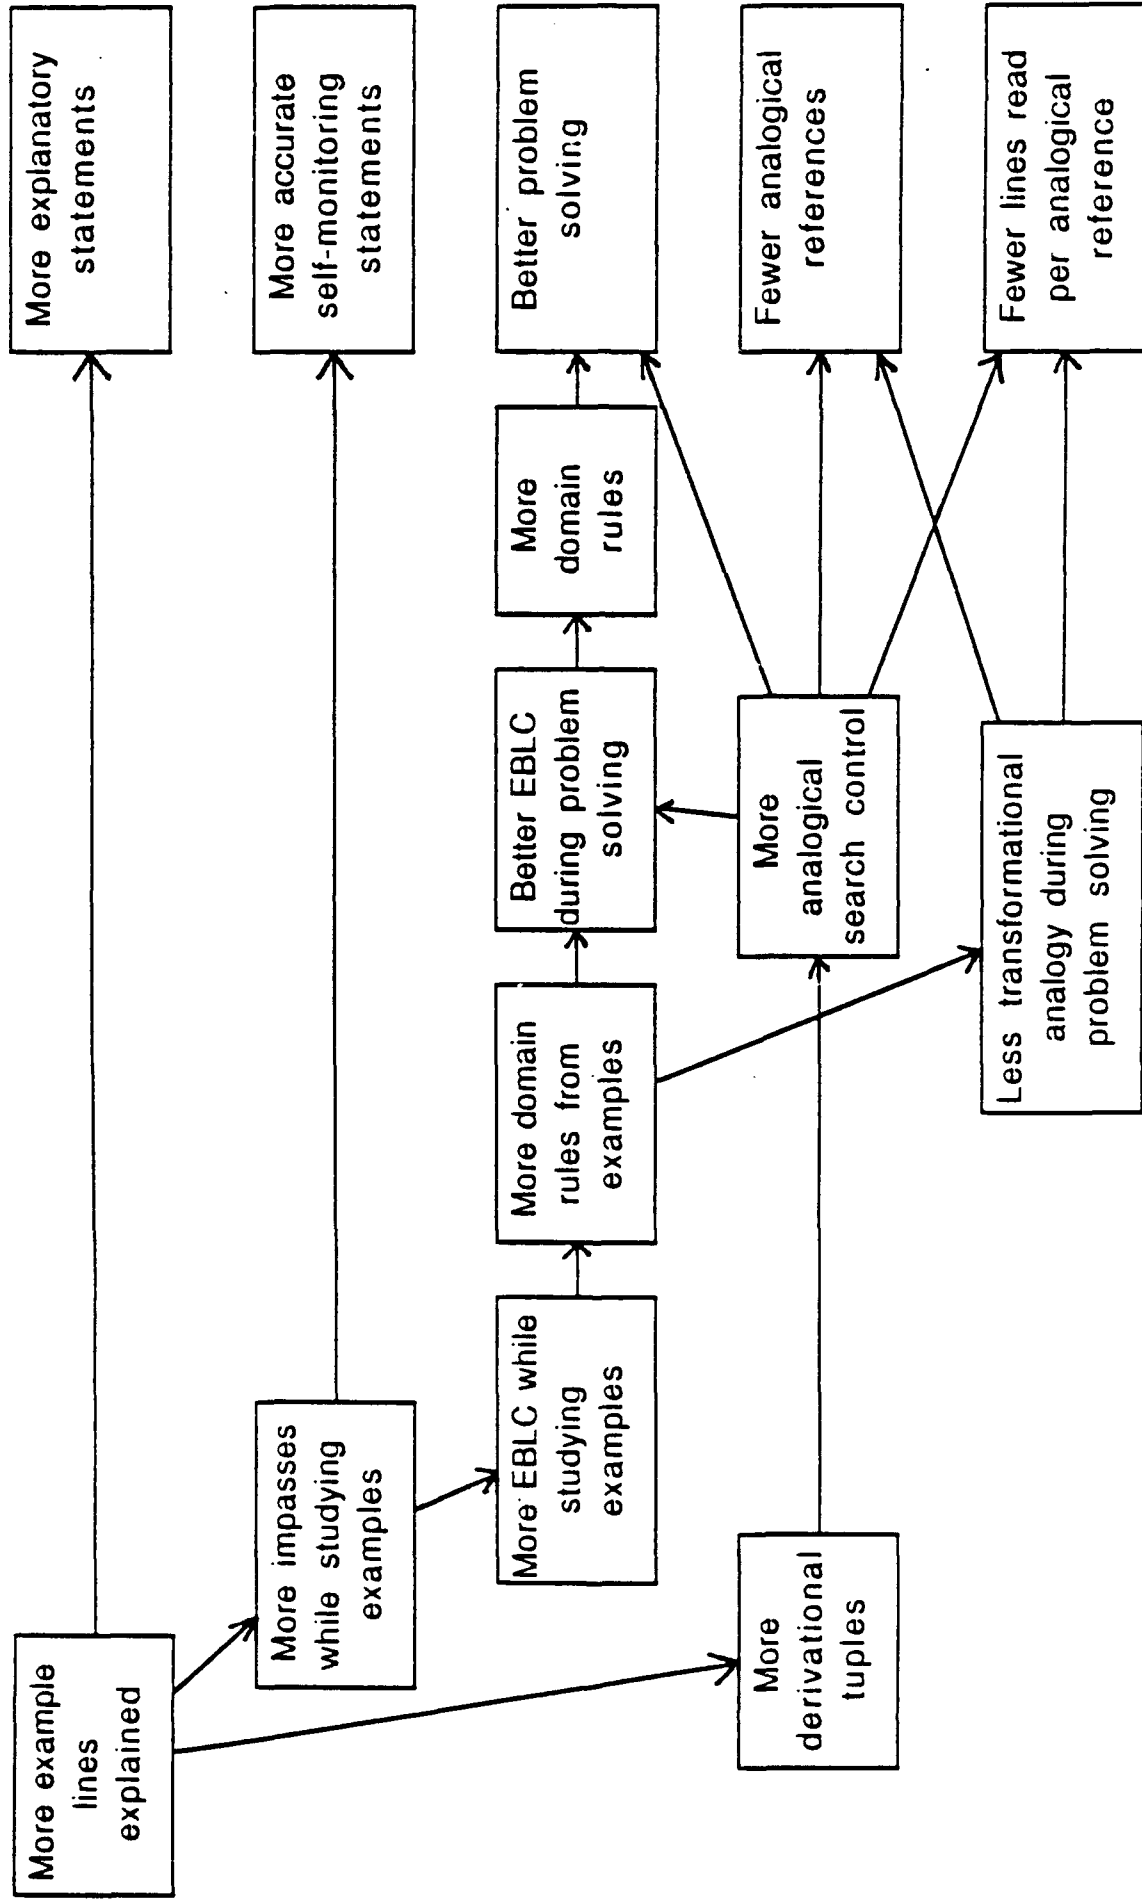 More example
lines
explained
More explanatory
statements
More impasses
while studying
examples
More accurate
self-monitoring
statements
More EBLC while
studying
examples
More domain
rules from
examples
Better EBLC
during problem
solving
More
domain
rules
Better problem
solving
More
derivational
tuples
More
analogical
search control
Fewer analogical
references
Less transformational
analogy during
problem solving
Fewer lines read
per analogical
reference